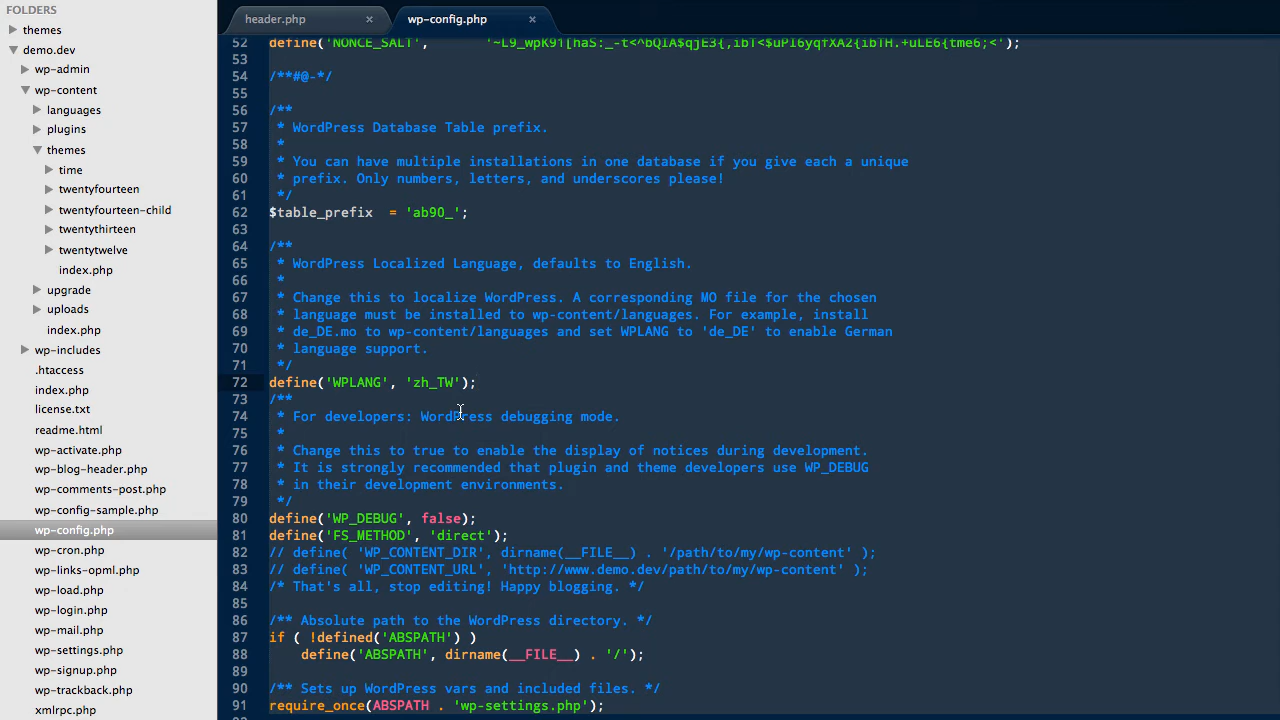 FOLDERS
themes
demo.dev
wp-admin
wp-content
languages
plugins
themes
time
twentyfourteen
twentyfourteen-child
twentythirteen
twentytwelve
index.php
upgrade
uploads
index.php
wp-includes
.htaccess
index.php
license.txt
readme.html
wp-activate.php
wp-blog-header.php
wp-comments-post.php
wp-config-sample.php
wp-config.php
wp-cron.php
wp-links-opml.php
wp-load.php
wp-login.php
wp-mail.php
wp-settings.php
wp-signup.php
wp-trackback.php
xmlrpc.php
header.php × wp-config.php ×
52 define('NONCE_SALT',
53
54 /**#@-*/
55
56 /**
57 * WordPress Database Table prefix.
58 *
59 * You can have multiple installations in one database if you give each a unique
60 * prefix. Only numbers, letters, and underscores please!
61 */
62 $table_prefix = 'ab90_';
63
64 /**
65 * WordPress Localized Language, defaults to English.
66 *
67 * Change this to localize WordPress. A corresponding MO file for the chosen
68 * language must be installed to wp-content/languages. For example, install
69 * de_DE.mo to wp-content/languages and set WPLANG to 'de_DE' to enable German
70 * language support.
71 */
72 define('WPLANG', 'zh_TW');
73 /**
74 * For developers: WordPress debugging mode.
75 *
76 * Change this to true to enable the display of notices during development.
77 * It is strongly recommended that plugin and theme developers use WP_DEBUG
78 * in their development environments.
79 */
80 define('WP_DEBUG', false);
81 define('FS_METHOD', 'direct');
82 // define( 'WP_CONTENT_DIR', dirname(__FILE__) . '/path/to/my/wp-content' );
83 // define( 'WP_CONTENT_URL', 'http://www.demo.dev/path/to/my/wp-content' );
84 /* That's all, stop editing! Happy blogging. */
85
86 /** Absolute path to the WordPress directory. */
87 if ( !defined('ABSPATH') )
88 define('ABSPATH', dirname(__FILE__) . '/');
89
90 /** Sets up WordPress vars and included files. */
91 require_once(ABSPATH . 'wp-settings.php');